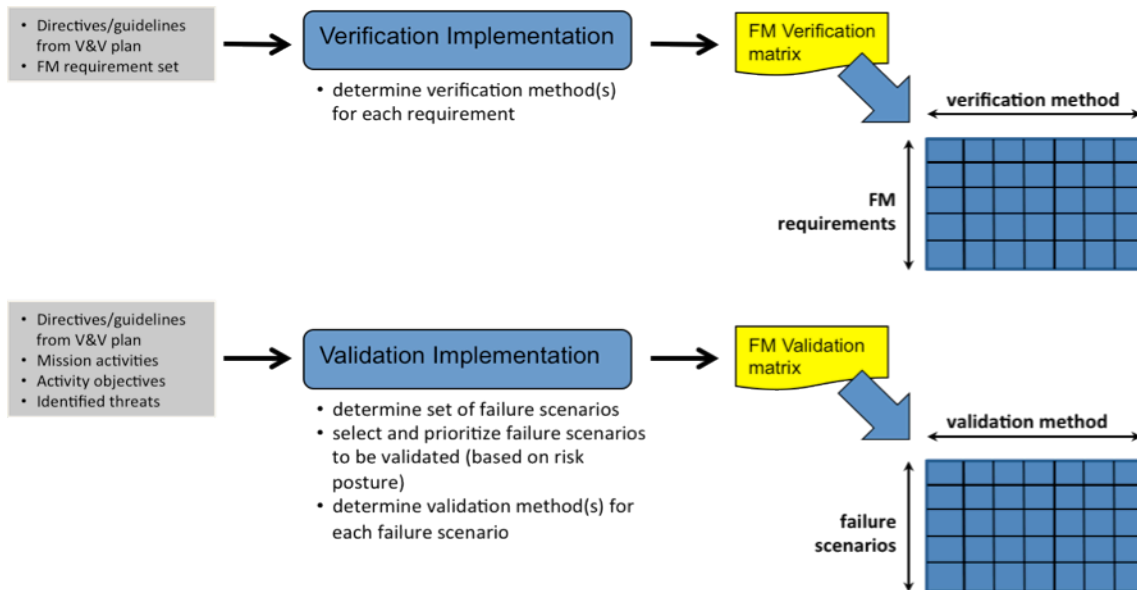 • Directives/guidelines
from V&V plan
• FM requirement set
Verification Implementation
• determine verification method(s)
for each requirement
FM Verification
matrix
verification method
FM
requirements
• Directives/guidelines
from V&V plan
• Mission activities
• Activity objectives
• Identified threats
Validation Implementation
• determine set of failure scenarios
• select and prioritize failure scenarios
to be validated (based on risk
posture)
• determine validation method(s) for
each failure scenario
FM Validation
matrix
validation method
failure
scenarios